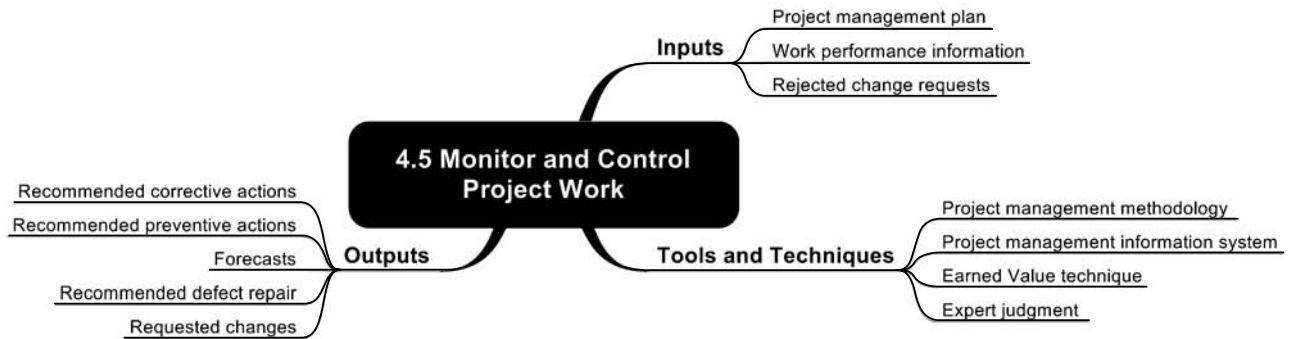 4.5 Monitor and Control
Project Work
Inputs
Project management plan
Work performance information
Rejected change requests
Tools and Techniques
Project management methodology
Project management information system
Earned Value technique
Expert judgment
Outputs
Recommended corrective actions
Recommended preventive actions
Forecasts
Recommended defect repair
Requested changes